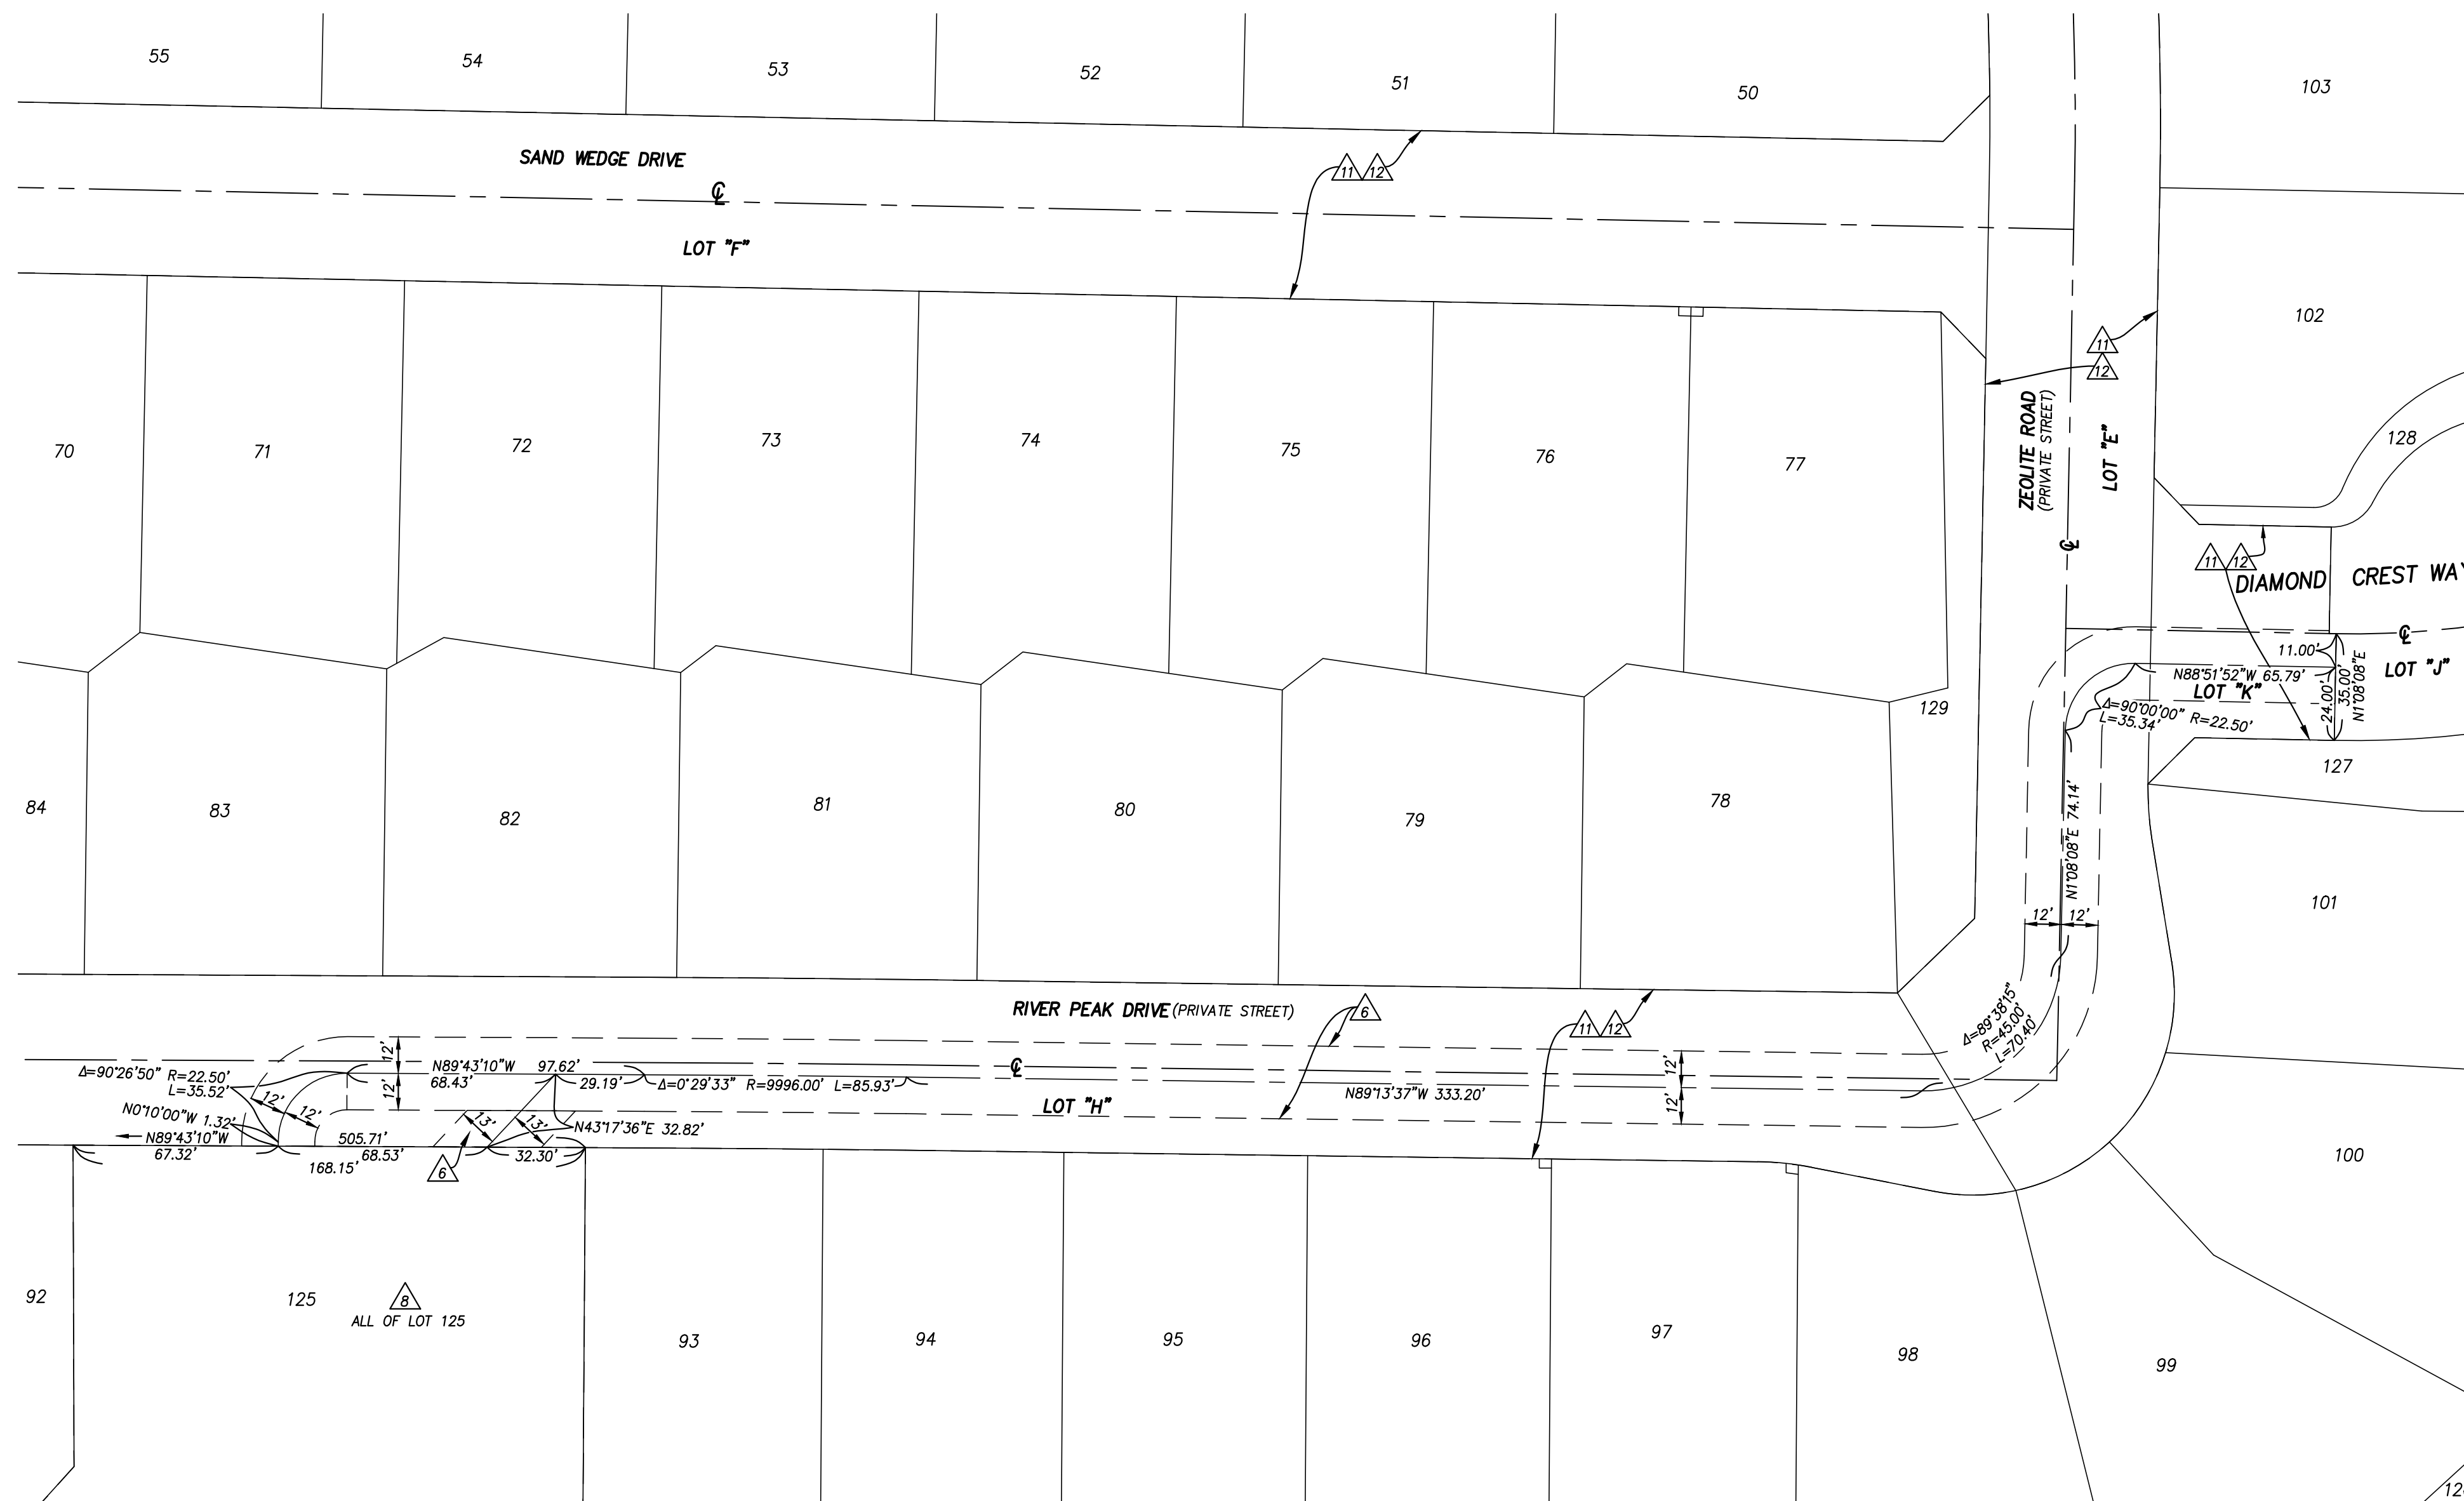 55
54
53
52
51
50
103
SAND WEDGE DRIVE
11
12
℄
LOT "F"
102
11
12
70
71
72
73
74
75
76
77
ZEOLITE ROAD
(PRIVATE STREET)
LOT "E"
128
℄
11
12
DIAMOND CREST WAY
℄
11.00'
LOT "J"
N88°51'52"W 65.79'
LOT "K"
24.00'
35.00'
N1°08'08"E
Δ=90°00'00" R=22.50'
L=35.34'
129
127
84
83
82
81
80
79
78
N1°08'08"E 74.14'
101
12'
12'
RIVER PEAK DRIVE (PRIVATE STREET)
6
11
12
Δ=89°38'15"
R=45.00'
L=70.40'
Δ=90°26'50" R=22.50'
L=35.52'
12'
12'
N89°43'10"W 97.62'
68.43'
29.19'
Δ=0°29'33" R=9996.00' L=85.93'
℄
12'
12'
N89°13'37"W 333.20'
LOT "H"
12'
12'
N0°10'00"W 1.32'
N89°43'10"W
67.32'
505.71'
68.53'
168.15'
13'
13'
N43°17'36"E 32.82'
32.30'
6
100
92
125
8
ALL OF LOT 125
93
94
95
96
97
98
99